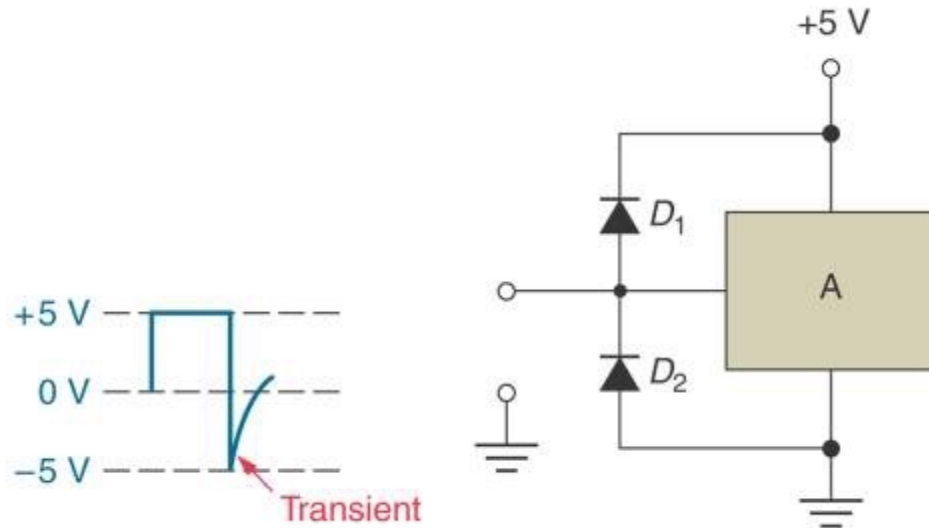 +5 V
D1
A
D2
+5 V
0 V
−5 V
Transient